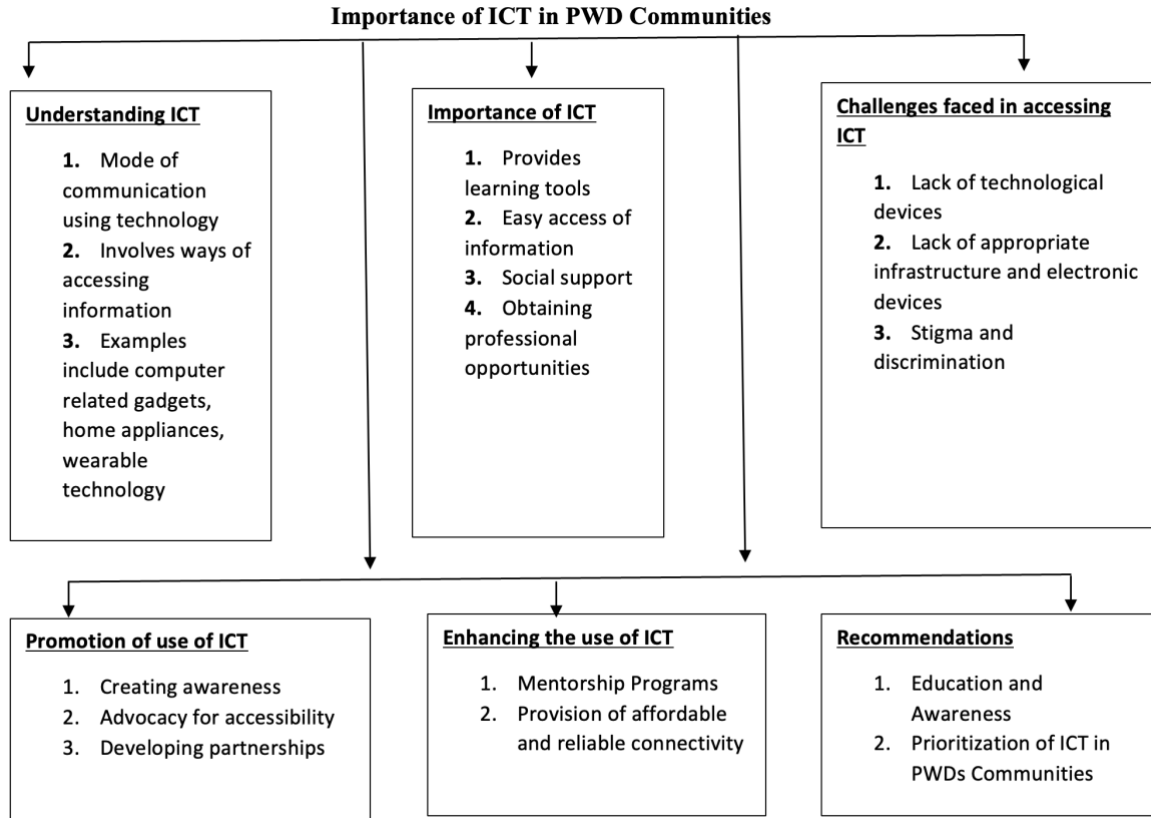 Importance of ICT in PWD Communities
Understanding ICT
1. Mode of
communication
using technology
2. Involves ways of
accessing
information
3. Examples
include computer
related gadgets,
home appliances,
wearable
technology
Importance of ICT
1. Provides
learning tools
2. Easy access of
information
3. Social support
4. Obtaining
professional
opportunities
Challenges faced in accessing
ICT
1. Lack of technological
devices
2. Lack of appropriate
infrastructure and electronic
devices
3. Stigma and
discrimination
Promotion of use of ICT
1. Creating awareness
2. Advocacy for accessibility
3. Developing partnerships
Enhancing the use of ICT
1. Mentorship Programs
2. Provision of affordable
and reliable connectivity
Recommendations
1. Education and
Awareness
2. Prioritization of ICT in
PWDs Communities